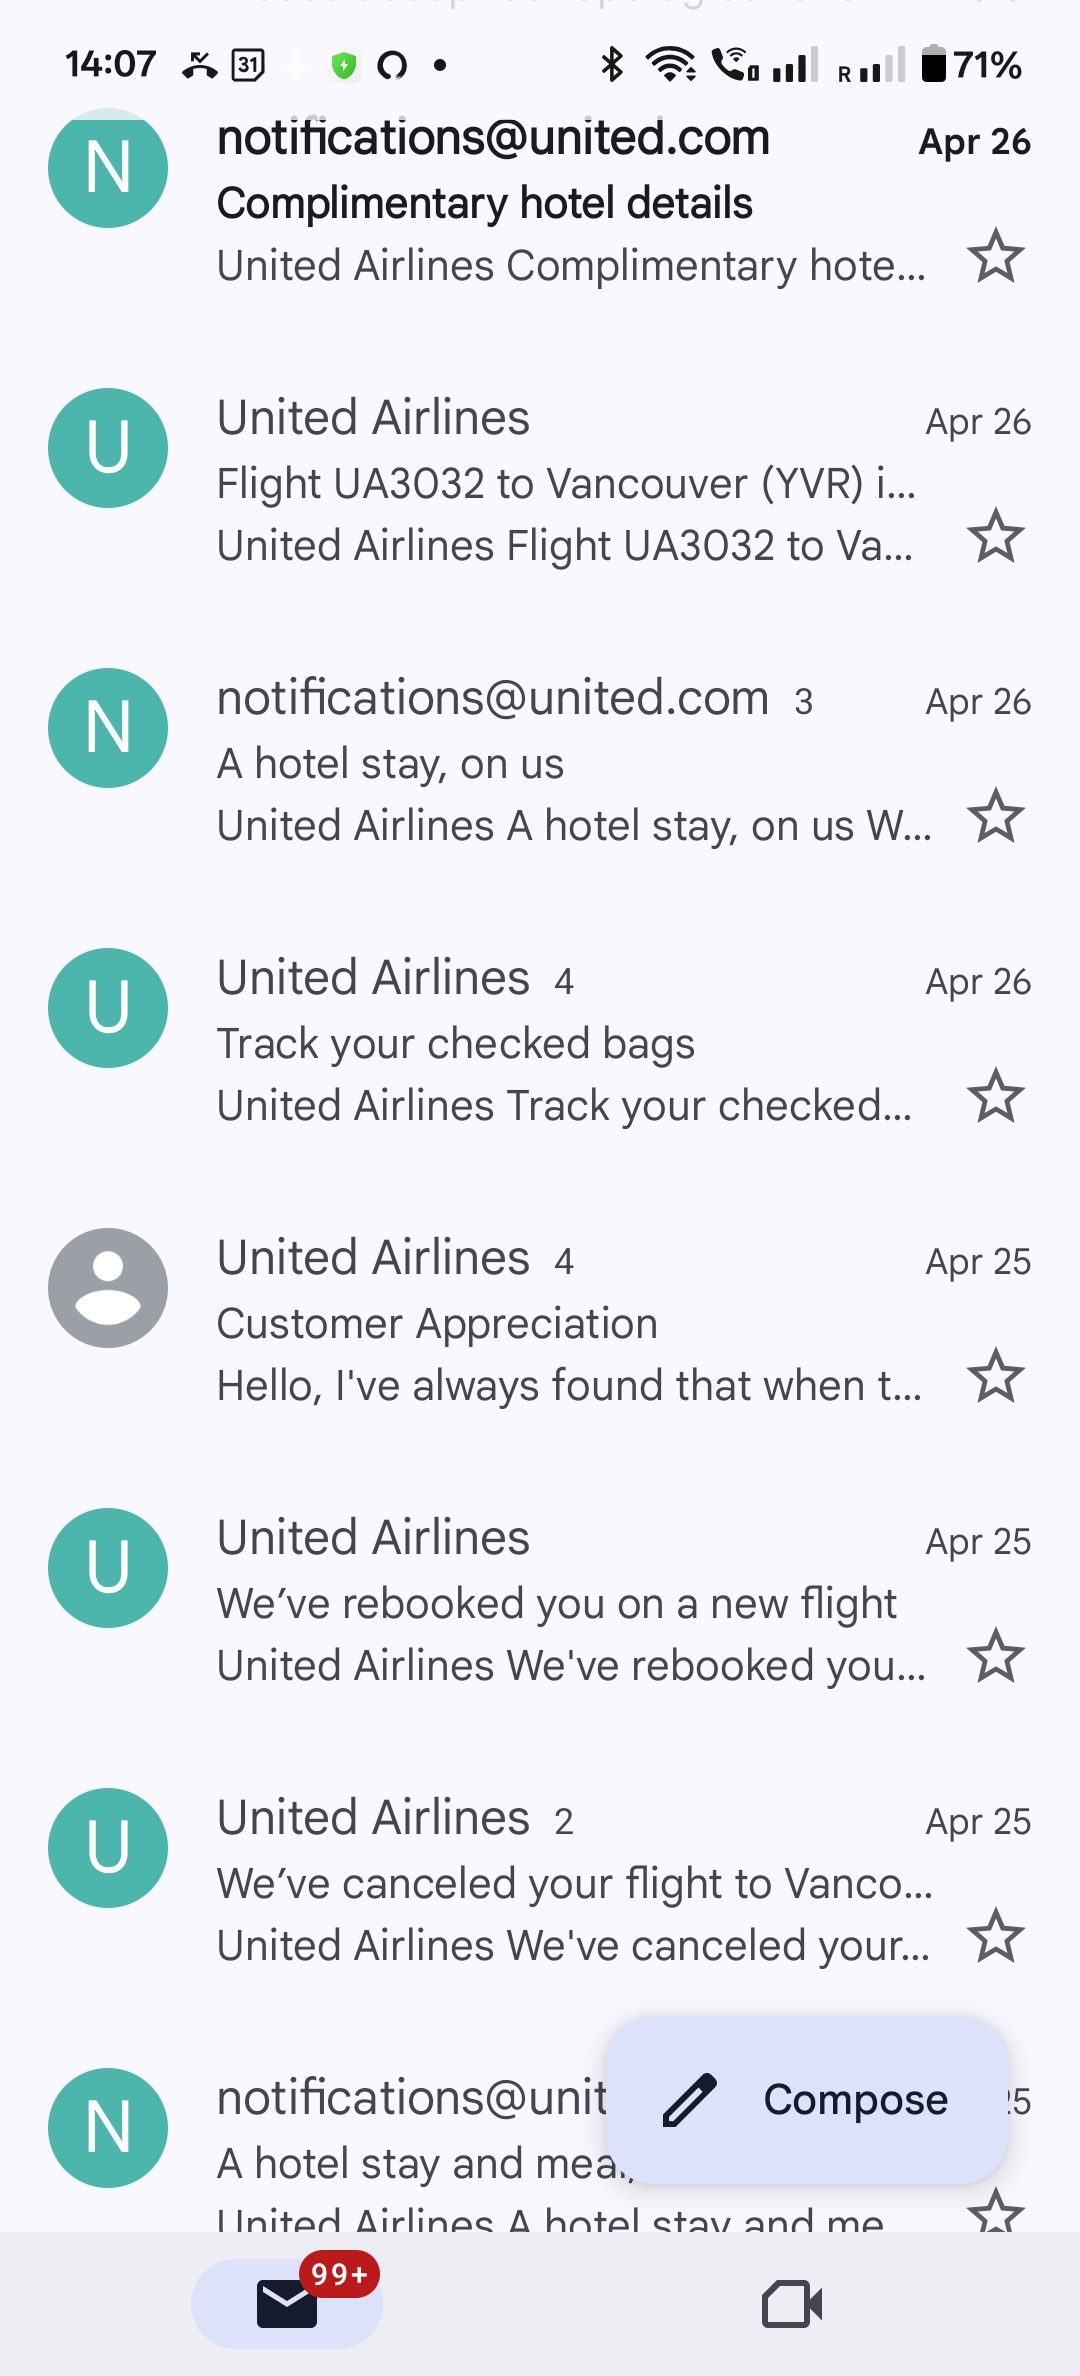 14:07
31
R
71%
N
notifications@united.com
Apr 26
Complimentary hotel details
United Airlines Complimentary hote...
U
United Airlines
Apr 26
Flight UA3032 to Vancouver (YVR) i...
United Airlines Flight UA3032 to Va...
N
notifications@united.com 3
Apr 26
A hotel stay, on us
United Airlines A hotel stay, on us W...
U
United Airlines 4
Apr 26
Track your checked bags
United Airlines Track your checked...
United Airlines 4
Apr 25
Customer Appreciation
Hello, I've always found that when t...
U
United Airlines
Apr 25
We’ve rebooked you on a new flight
United Airlines We've rebooked you...
U
United Airlines 2
Apr 25
We’ve canceled your flight to Vanco...
United Airlines We've canceled your...
N
notifications@unit
25
A hotel stay and meal,
United Airlines A hotel stay and me
Compose
99+